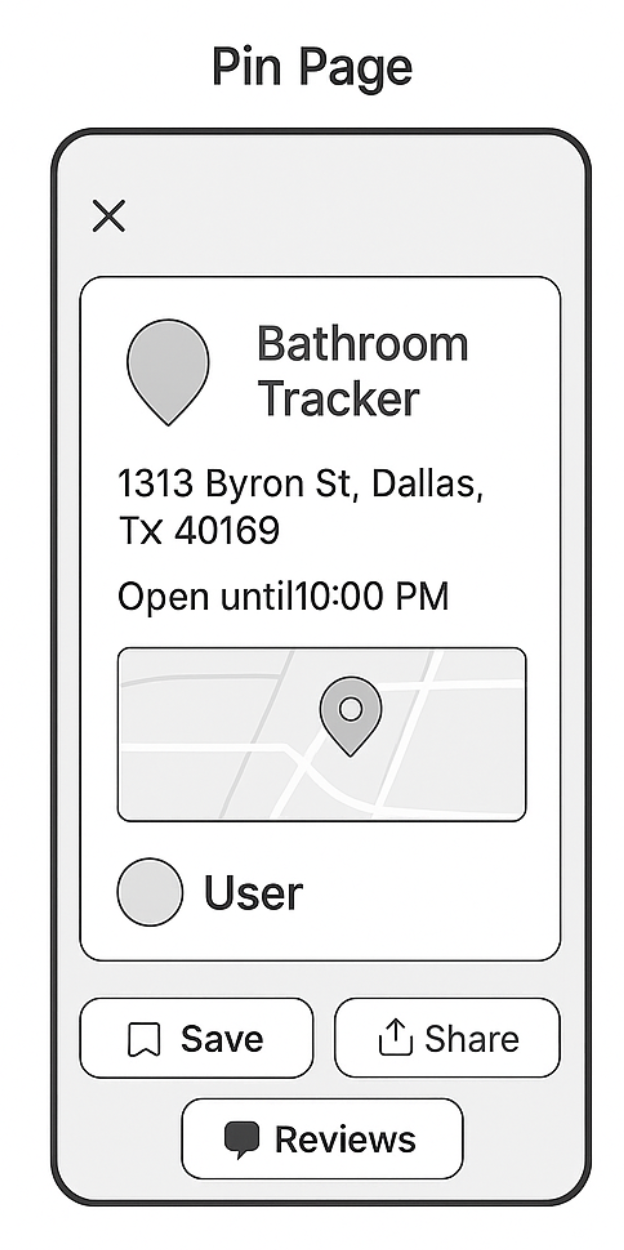 Pin Page
Bathroom
Tracker
1313 Byron St, Dallas,
Tx 40169
Open until10:00 PM
User
Save
Share
Reviews